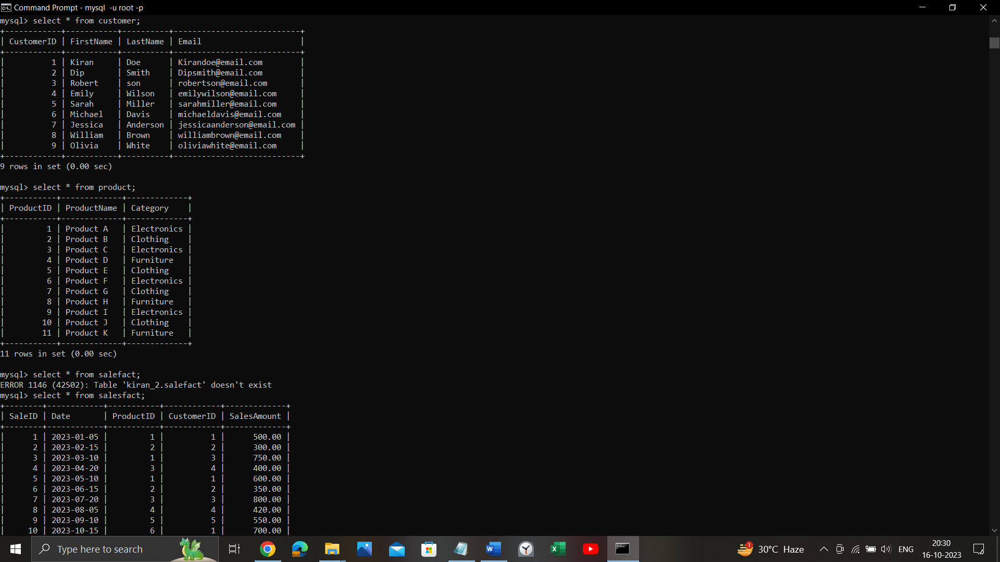 Command Prompt - mysql  -u root -p
mysql> select * from customer;
+------------+-----------+----------+---------------------------+
| CustomerID | FirstName | LastName | Email                     |
+------------+-----------+----------+---------------------------+
|          1 | Kiran     | Doe      | Kirandoe@email.com        |
|          2 | Dip       | Smith    | Dipsmith@email.com        |
|          3 | Robert    | son      | robertson@email.com       |
|          4 | Emily     | Wilson   | emilywilson@email.com     |
|          5 | Sarah     | Miller   | sarahmiller@email.com     |
|          6 | Michael   | Davis    | michaeldavis@email.com    |
|          7 | Jessica   | Anderson | jessicaanderson@email.com |
|          8 | William   | Brown    | williambrown@email.com    |
|          9 | Olivia    | White    | oliviawhite@email.com     |
+------------+-----------+----------+---------------------------+
9 rows in set (0.00 sec)
mysql> select * from product;
+-----------+-------------+-------------+
| ProductID | ProductName | Category    |
+-----------+-------------+-------------+
|         1 | Product A   | Electronics |
|         2 | Product B   | Clothing    |
|         3 | Product C   | Electronics |
|         4 | Product D   | Furniture   |
|         5 | Product E   | Clothing    |
|         6 | Product F   | Electronics |
|         7 | Product G   | Clothing    |
|         8 | Product H   | Furniture   |
|         9 | Product I   | Electronics |
|        10 | Product J   | Clothing    |
|        11 | Product K   | Furniture   |
+-----------+-------------+-------------+
11 rows in set (0.00 sec)
mysql> select * from salefact;
ERROR 1146 (42S02): Table 'kiran_2.salefact' doesn't exist
mysql> select * from salesfact;
+--------+------------+-----------+------------+-------------+
| SaleID | Date       | ProductID | CustomerID | SalesAmount |
+--------+------------+-----------+------------+-------------+
|      1 | 2023-01-05 |         1 |          1 |      500.00 |
|      2 | 2023-02-15 |         2 |          2 |      300.00 |
|      3 | 2023-03-10 |         1 |          3 |      750.00 |
|      4 | 2023-04-20 |         3 |          4 |      400.00 |
|      5 | 2023-05-10 |         1 |          1 |      600.00 |
|      6 | 2023-06-15 |         2 |          2 |      350.00 |
|      7 | 2023-07-20 |         3 |          3 |      800.00 |
|      8 | 2023-08-05 |         4 |          4 |      420.00 |
|      9 | 2023-09-10 |         5 |          5 |      550.00 |
|     10 | 2023-10-15 |         6 |          1 |      700.00 |
Type here to search
1
30°C Haze
ENG
20:30
16-10-2023